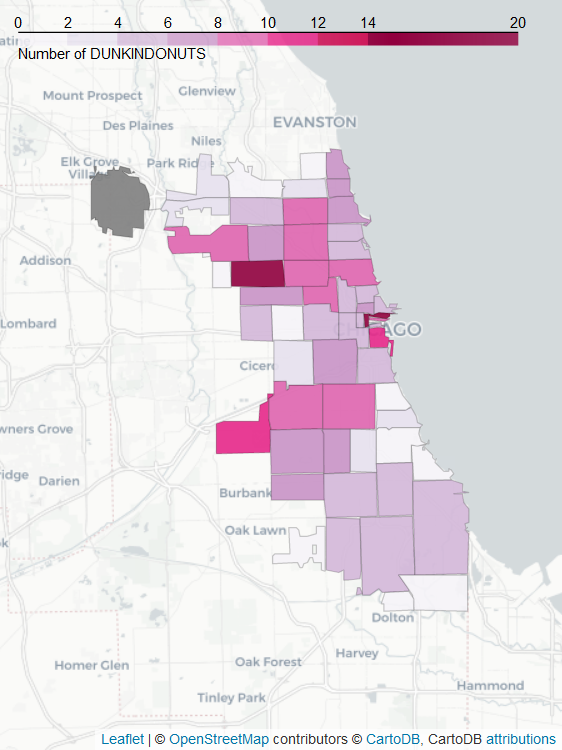 0 2 4 6 8 10 12 14 20
Number of DUNKINDONUTS
Glenview
Mount Prospect
EVANSTON
Des Plaines
Niles
Elk Grove
Park Ridge
Village
Addison
Lombard
CHICAGO
Cicero
wners Grove
idge
Darien
Burbank
Oak Lawn
Dolton
Harvey
Homer Glen
Oak Forest
Hammond
Tinley Park
Leaflet | © OpenStreetMap contributors © CartoDB, CartoDB attributions